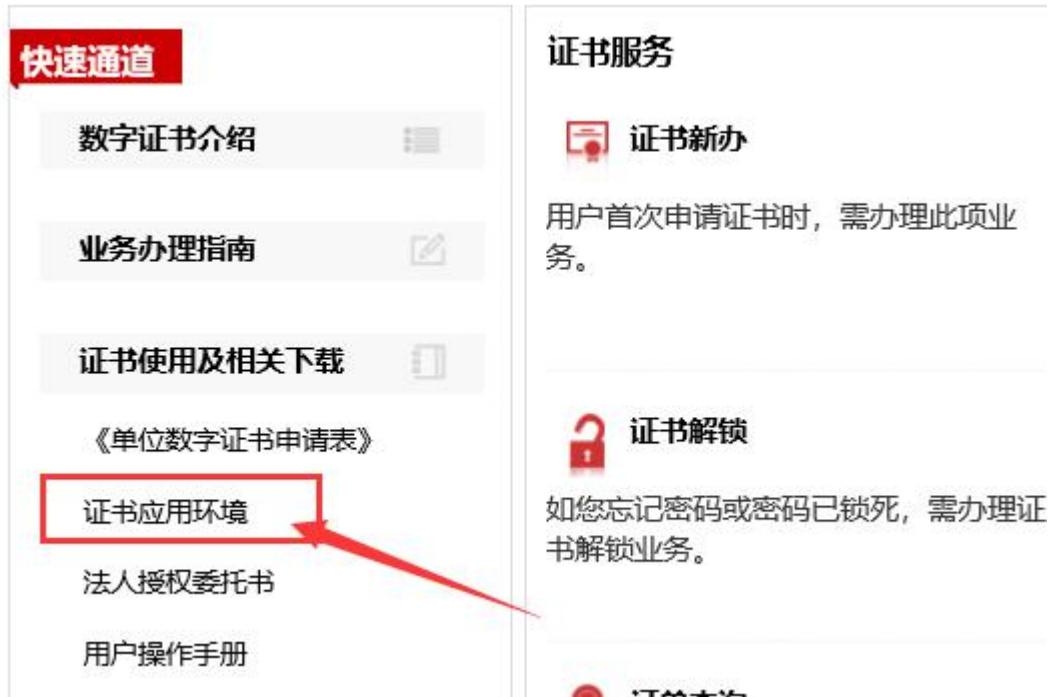 快速通道
数字证书介绍
业务办理指南
证书使用及相关下载
《单位数字证书申请表》
证书应用环境
法人授权委托书
用户操作手册
证书服务
证书新办
用户首次申请证书时，需办理此项业
务。
证书解锁
如您忘记密码或密码已锁死，需办理证
书解锁业务。